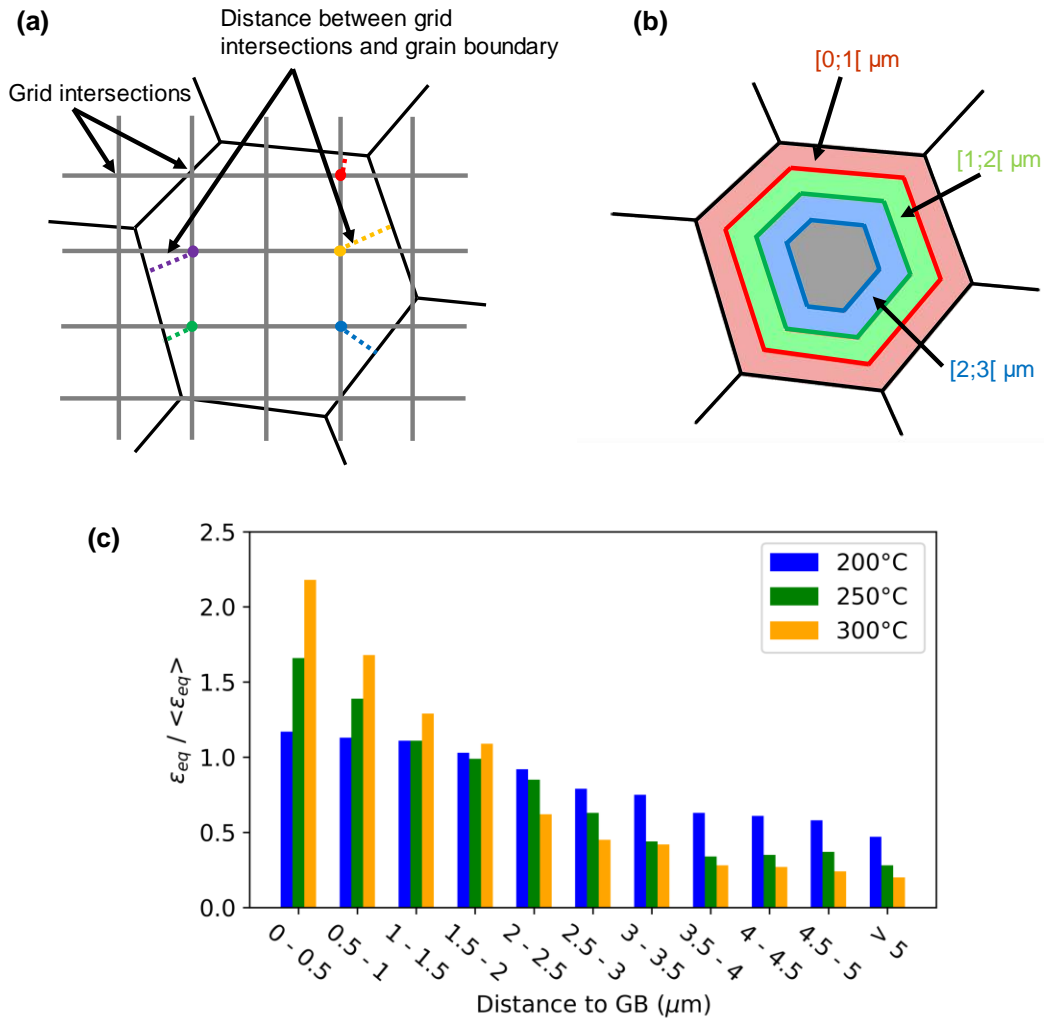 (a)
Distance between grid
intersections and grain boundary
Grid intersections
(b)
[0;1[ µm
[1;2[ µm
[2;3[ µm
(c)
2.5
2.0
1.5
1.0
0.5
0.0
εeq / <εeq>
200°C
250°C
300°C
0 - 0.5
0.5 - 1
1 - 1.5
1.5 - 2
2 - 2.5
2.5 - 3
3 - 3.5
3.5 - 4
4 - 4.5
4.5 - 5
> 5
Distance to GB (µm)